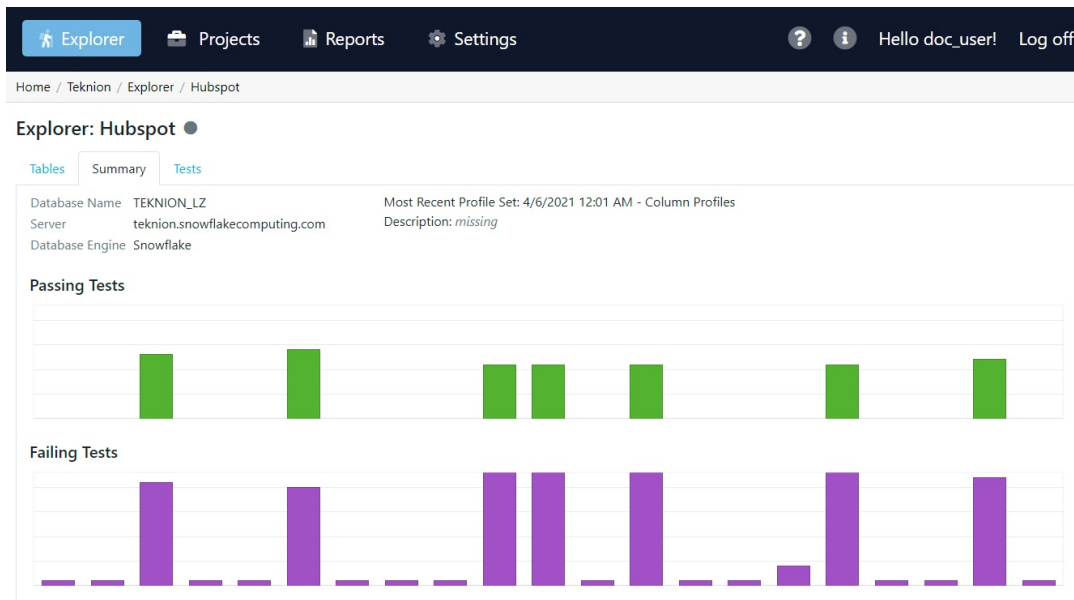 Explorer Projects Reports Settings ? i Hello doc_user! Log off
Home / Teknion / Explorer / Hubspot
Explorer: Hubspot
Tables Summary Tests
Database Name TEKNION_LZ Most Recent Profile Set: 4/6/2021 12:01 AM - Column Profiles
Server teknion.snowflakecomputing.com Description: missing
Database Engine Snowflake
Passing Tests
Failing Tests